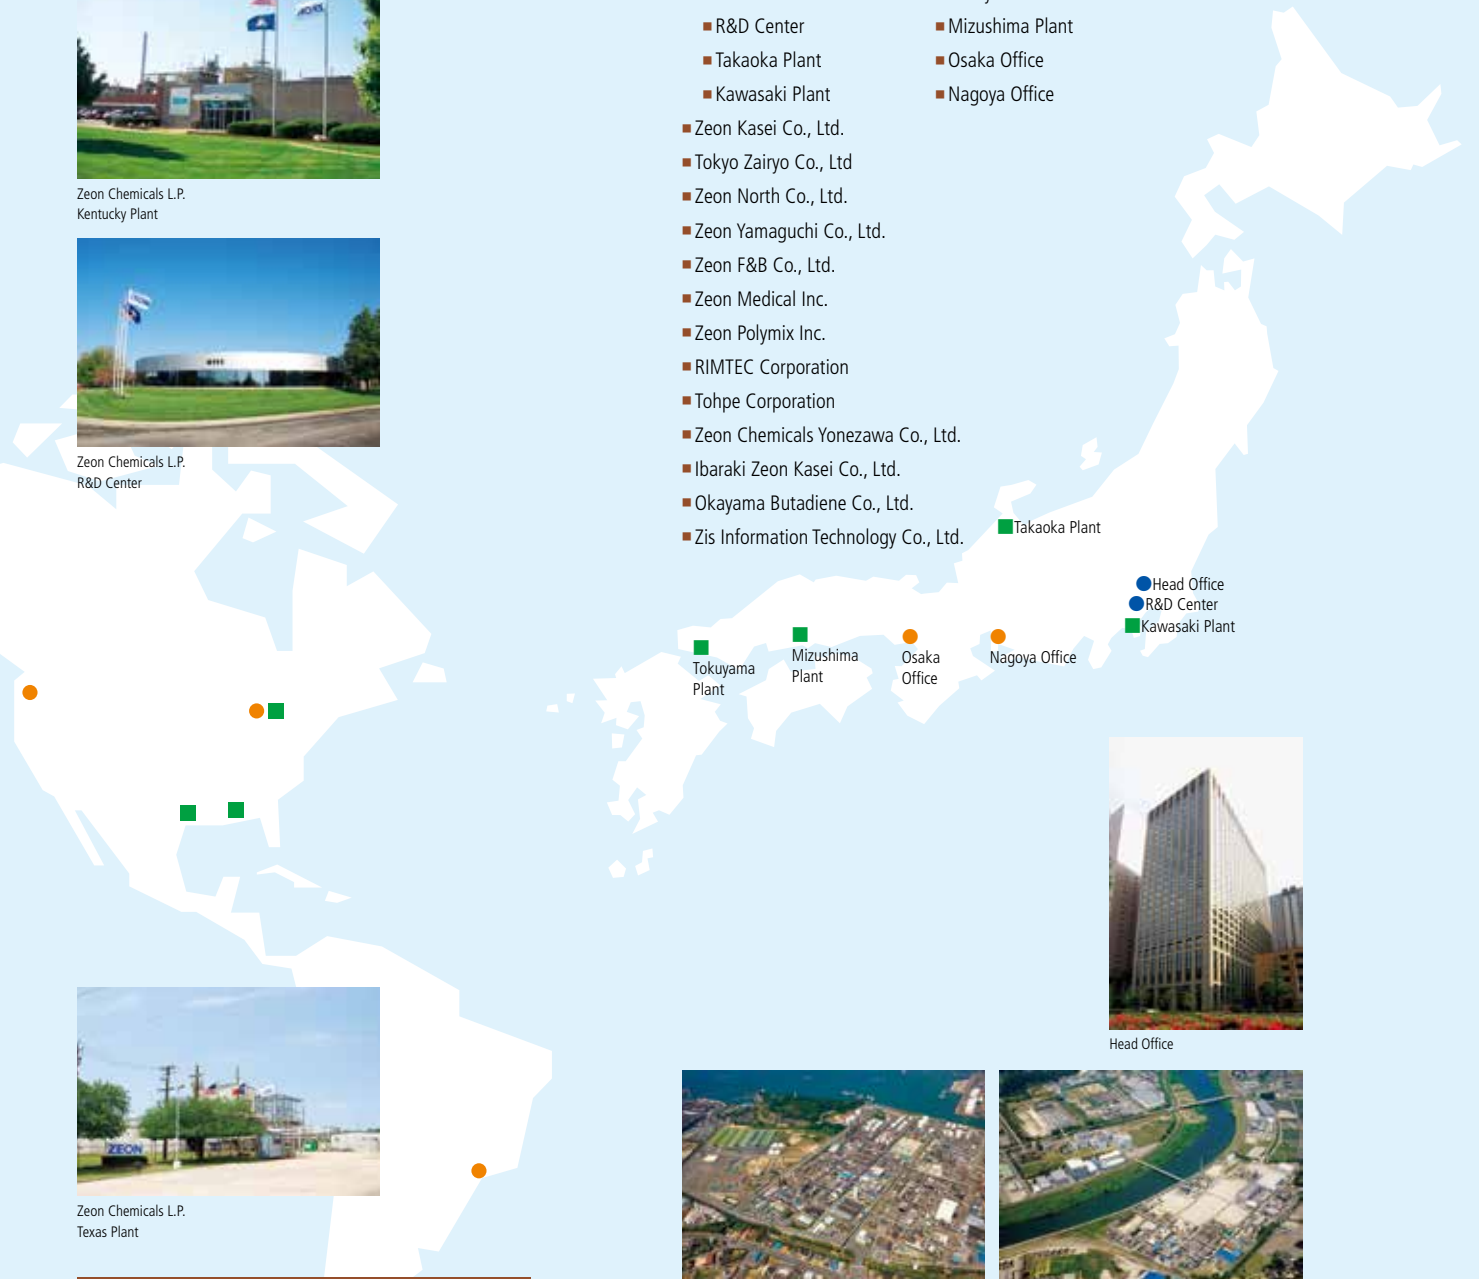 Zeon Chemicals L.P.
Kentucky Plant
Zeon Chemicals L.P.
R&D Center
R&D Center
Takaoka Plant
Kawasaki Plant
Mizushima Plant
Osaka Office
Nagoya Office
Zeon Kasei Co., Ltd.
Tokyo Zairyo Co., Ltd
Zeon North Co., Ltd.
Zeon Yamaguchi Co., Ltd.
Zeon F&B Co., Ltd.
Zeon Medical Inc.
Zeon Polymix Inc.
RIMTEC Corporation
Tohpe Corporation
Zeon Chemicals Yonezawa Co., Ltd.
Ibaraki Zeon Kasei Co., Ltd.
Okayama Butadiene Co., Ltd.
Zis Information Technology Co., Ltd.
Takaoka Plant
Head Office
R&D Center
Kawasaki Plant
Tokuyama
Plant
Mizushima
Plant
Osaka
Office
Nagoya Office
Head Office
ZEON
Zeon Chemicals L.P.
Texas Plant